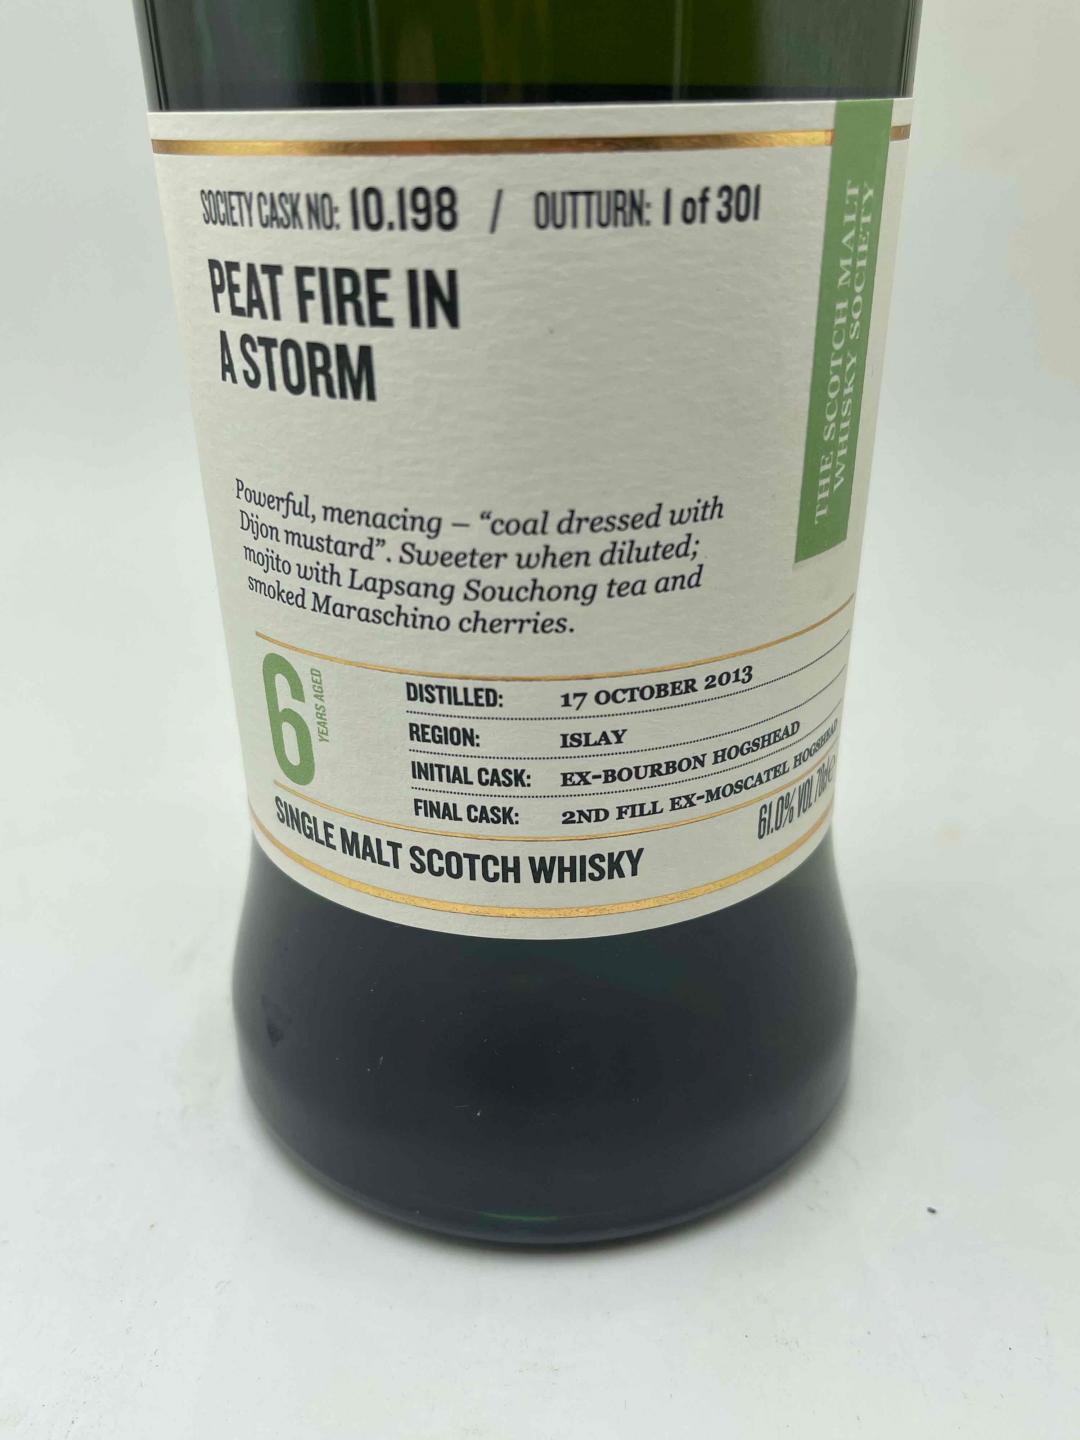 SOCIETY CASK NO: 10.198 / OUTTURN: 1 of 301
PEAT FIRE IN
A STORM
THE SCOTCH MALT
WHISKY SOCIETY
Powerful, menacing – “coal dressed with
Dijon mustard”. Sweeter when diluted;
mojito with Lapsang Souchong tea and
smoked Maraschino cherries.
6 YEARS AGED
DISTILLED: 17 OCTOBER 2013
REGION: ISLAY
INITIAL CASK: EX-BOURBON HOGSHEAD
FINAL CASK: 2ND FILL EX-MOSCATEL HOGSHEAD
SINGLE MALT SCOTCH WHISKY
61.0% VOL 70cl ℮